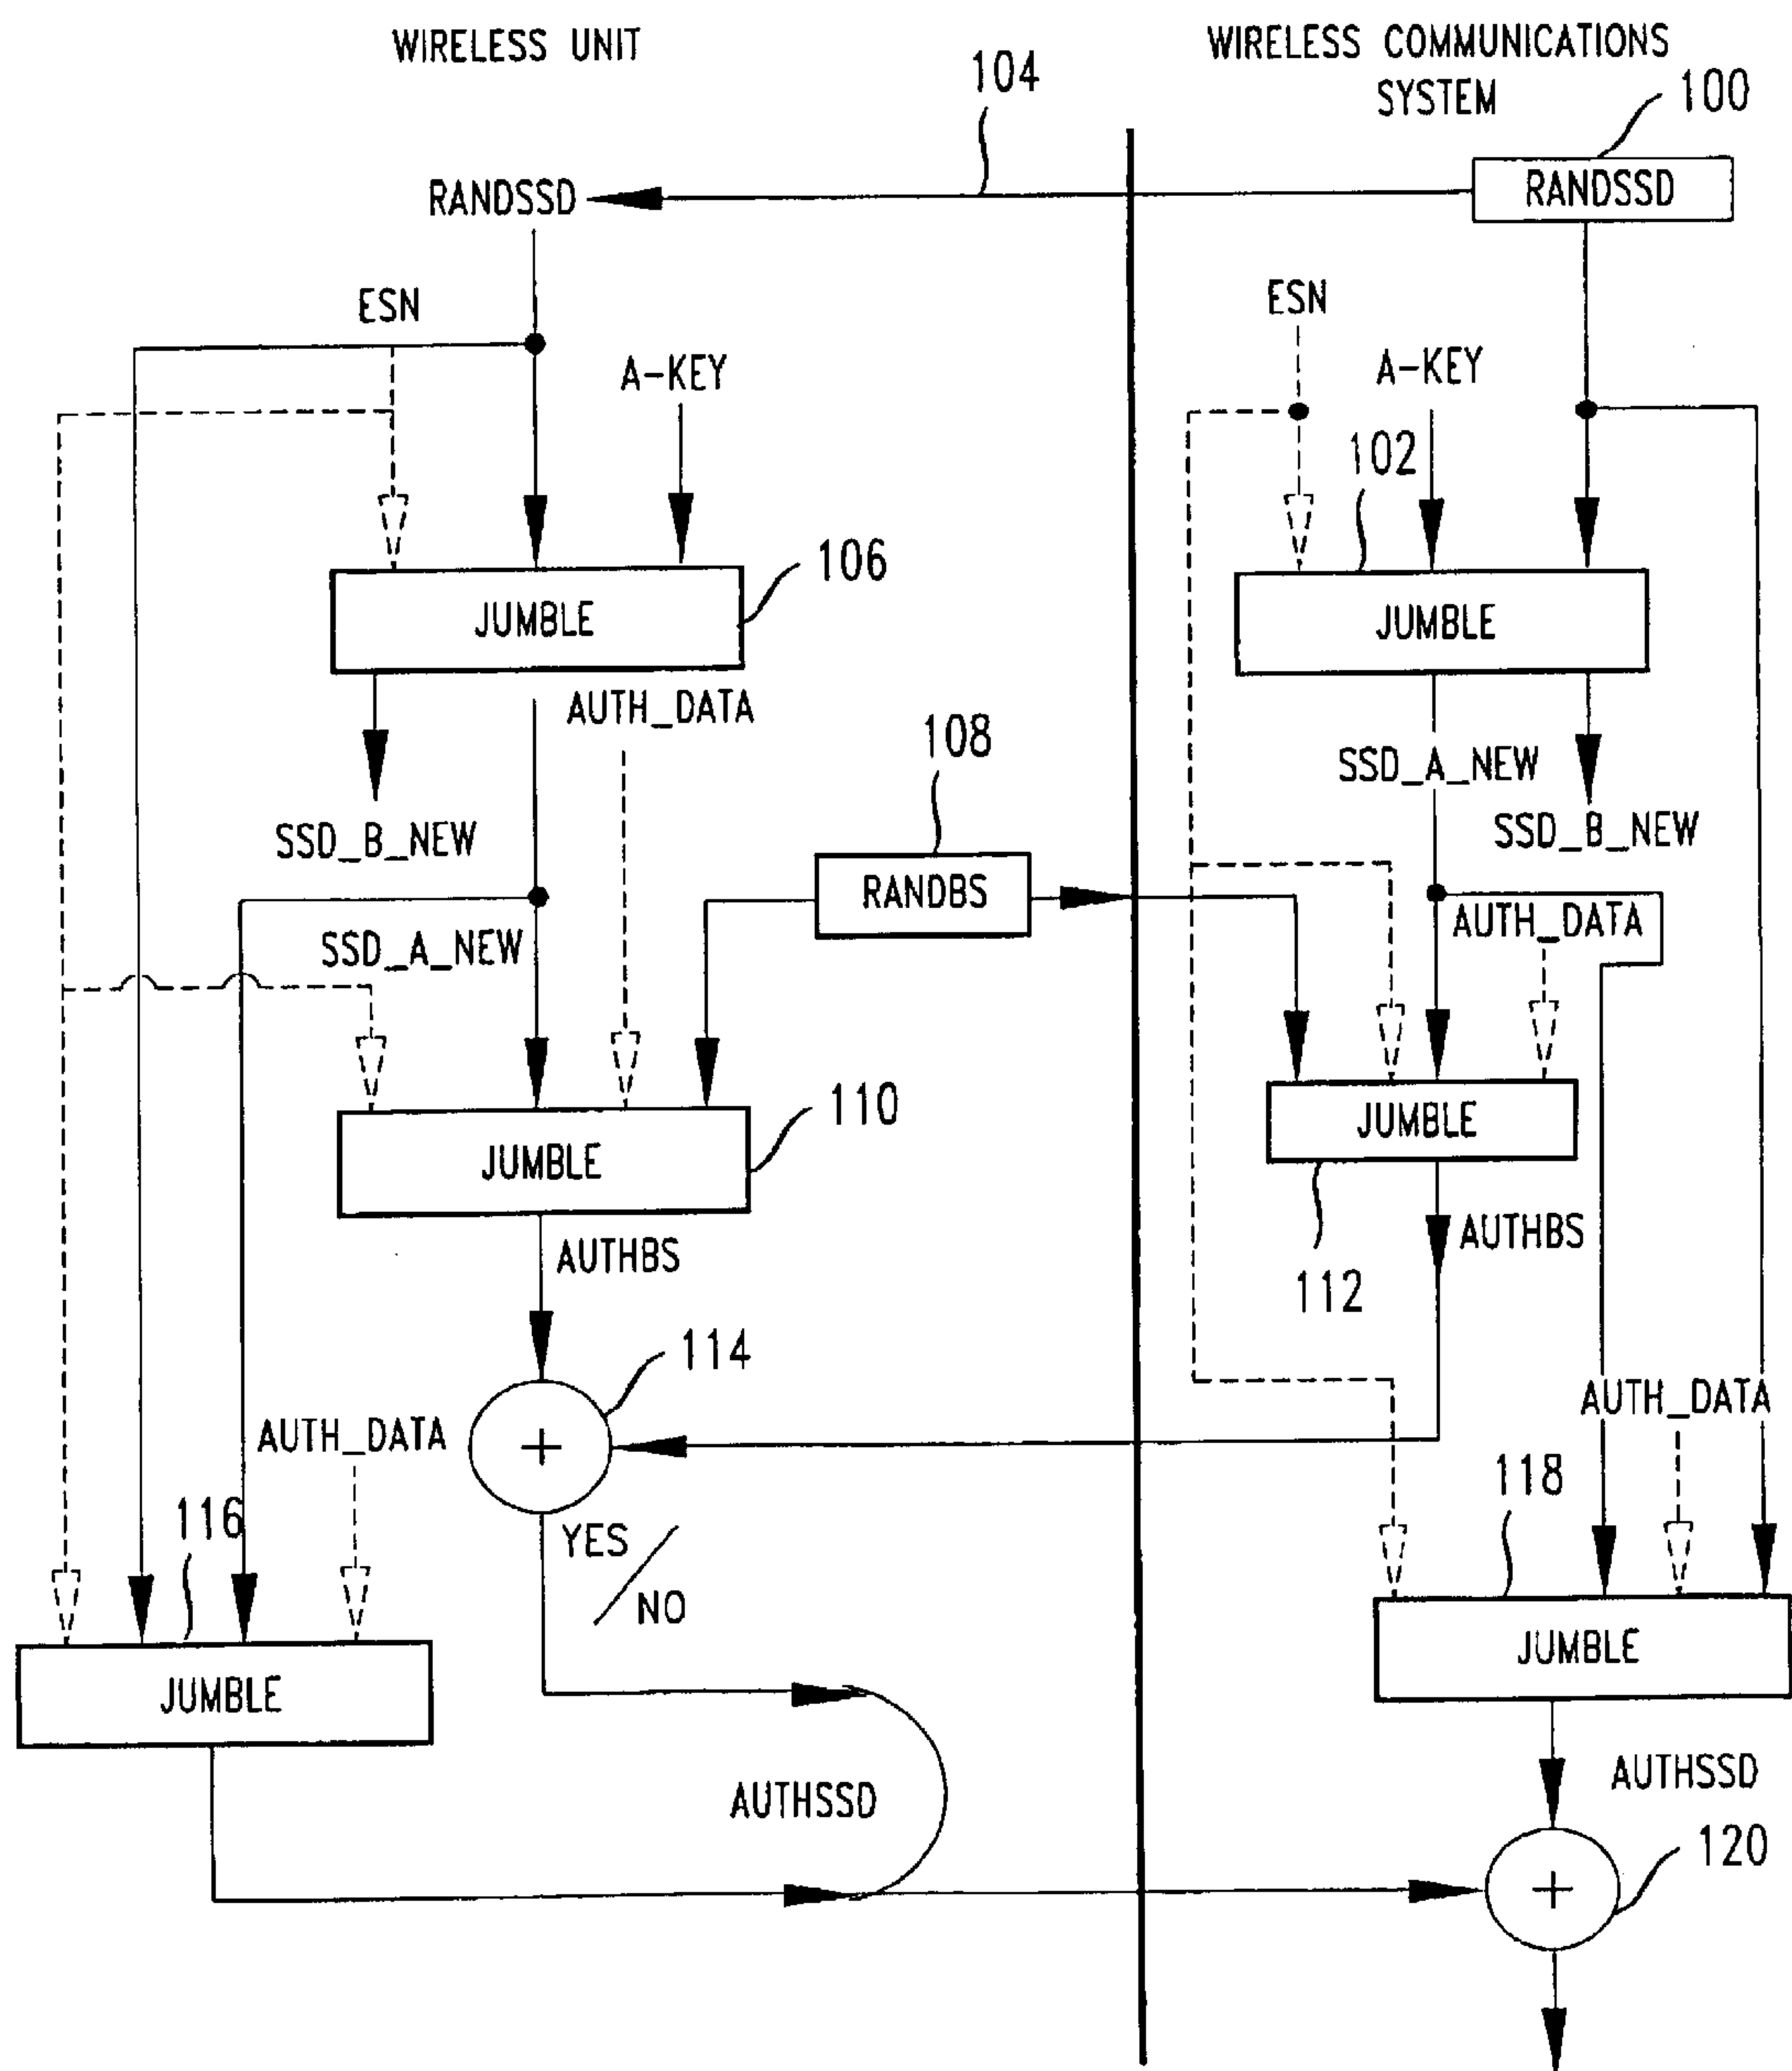 WIRELESS UNIT
WIRELESS COMMUNICATIONS
SYSTEM
104
100
RANDSSD
RANDSSD
ESN
ESN
A-KEY
A-KEY
102
106
JUMBLE
JUMBLE
AUTH_DATA
108
SSD_A_NEW
SSD_B_NEW
SSD_B_NEW
RANDBS
AUTH_DATA
SSD_A_NEW
110
JUMBLE
JUMBLE
AUTHBS
AUTHBS
112
114
+
AUTH_DATA
AUTH_DATA
116
118
YES
/
NO
JUMBLE
JUMBLE
AUTHSSD
AUTHSSD
120
+